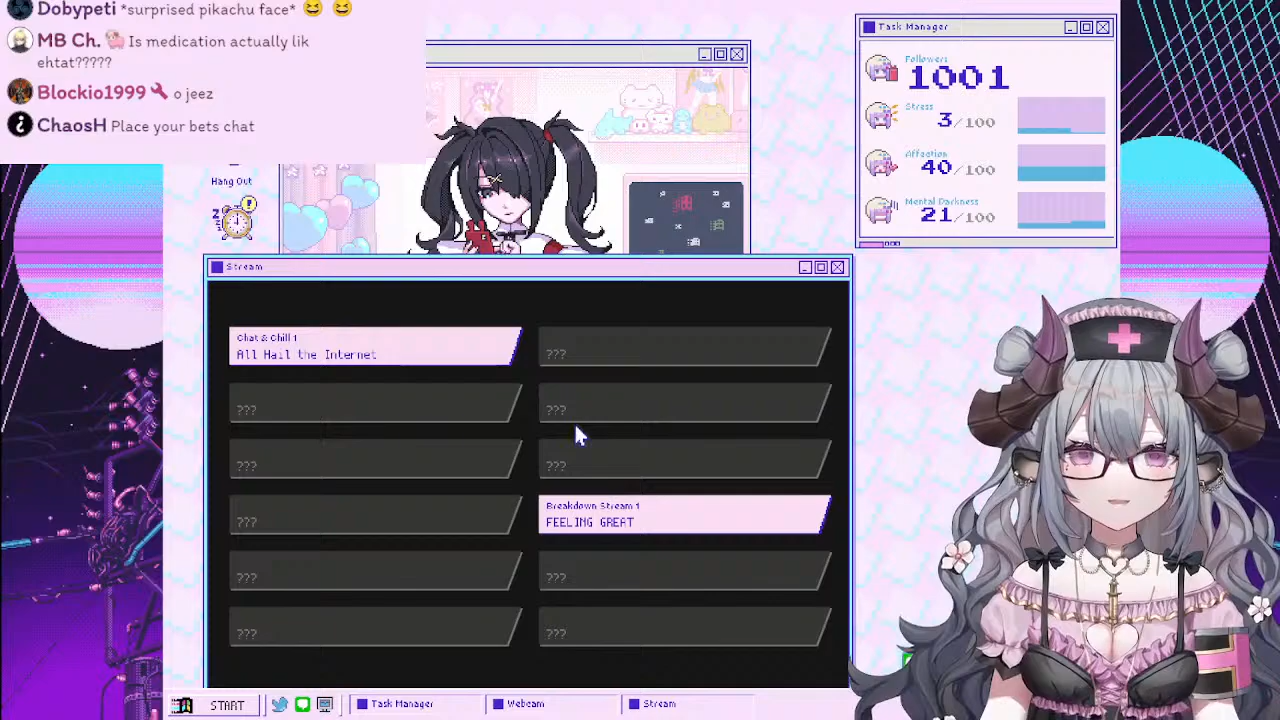 Dobypeti *surprised pikachu face* 😆 😆
MB Ch. 🐷 Is medication actually lik
ehtat?????
Blockio1999 🔧 o jeez
ChaosH Place your bets chat
Hang Out
Task Manager
Followers
1001
Stress
3/100
Affection
40/100
Mental Darkness
21/100
Stream
Chat & Chill 1
All Hail the Internet
???
???
???
???
???
???
Breakdown Stream 1
FEELING GREAT
???
???
???
???
START
Task Manager
Webcam
Stream